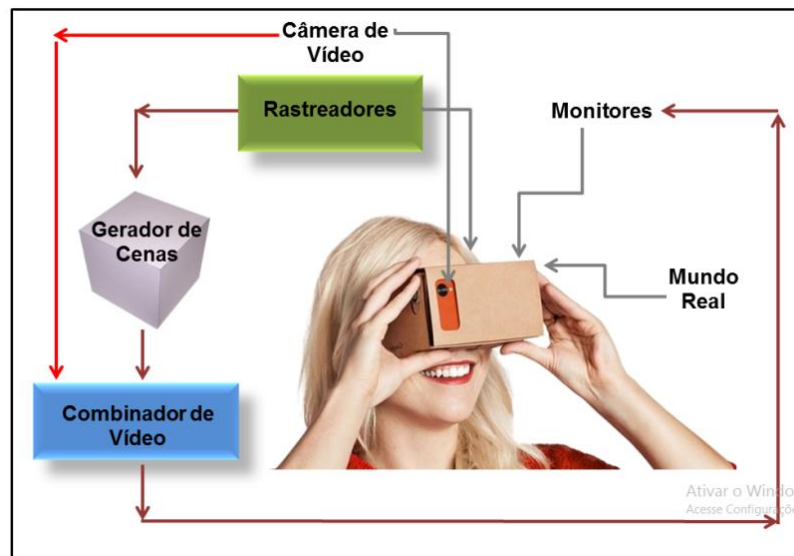 Câmera de
Vídeo
Rastreadores
Monitores
Gerador de
Cenas
Mundo
Real
Combinador de
Vídeo
Ativar o Windo
Acesse Configuraçõ